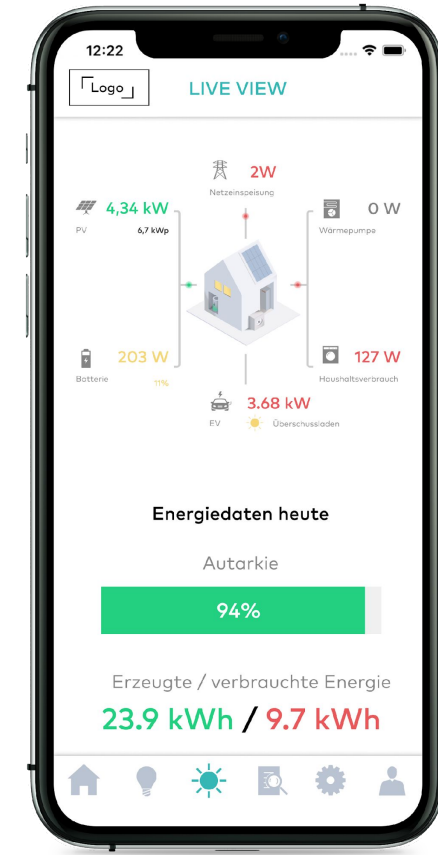 12:22
Logo
LIVE VIEW
2W
Netzeinspeisung
4,34 kW
PV
6,7 kWp
0 W
Wärmepumpe
203 W
Batterie
11%
127 W
Haushaltsverbrauch
3.68 kW
EV
Überschussladen
Energiedaten heute
Autarkie
94%
Erzeugte / verbrauchte Energie
23.9 kWh / 9.7 kWh